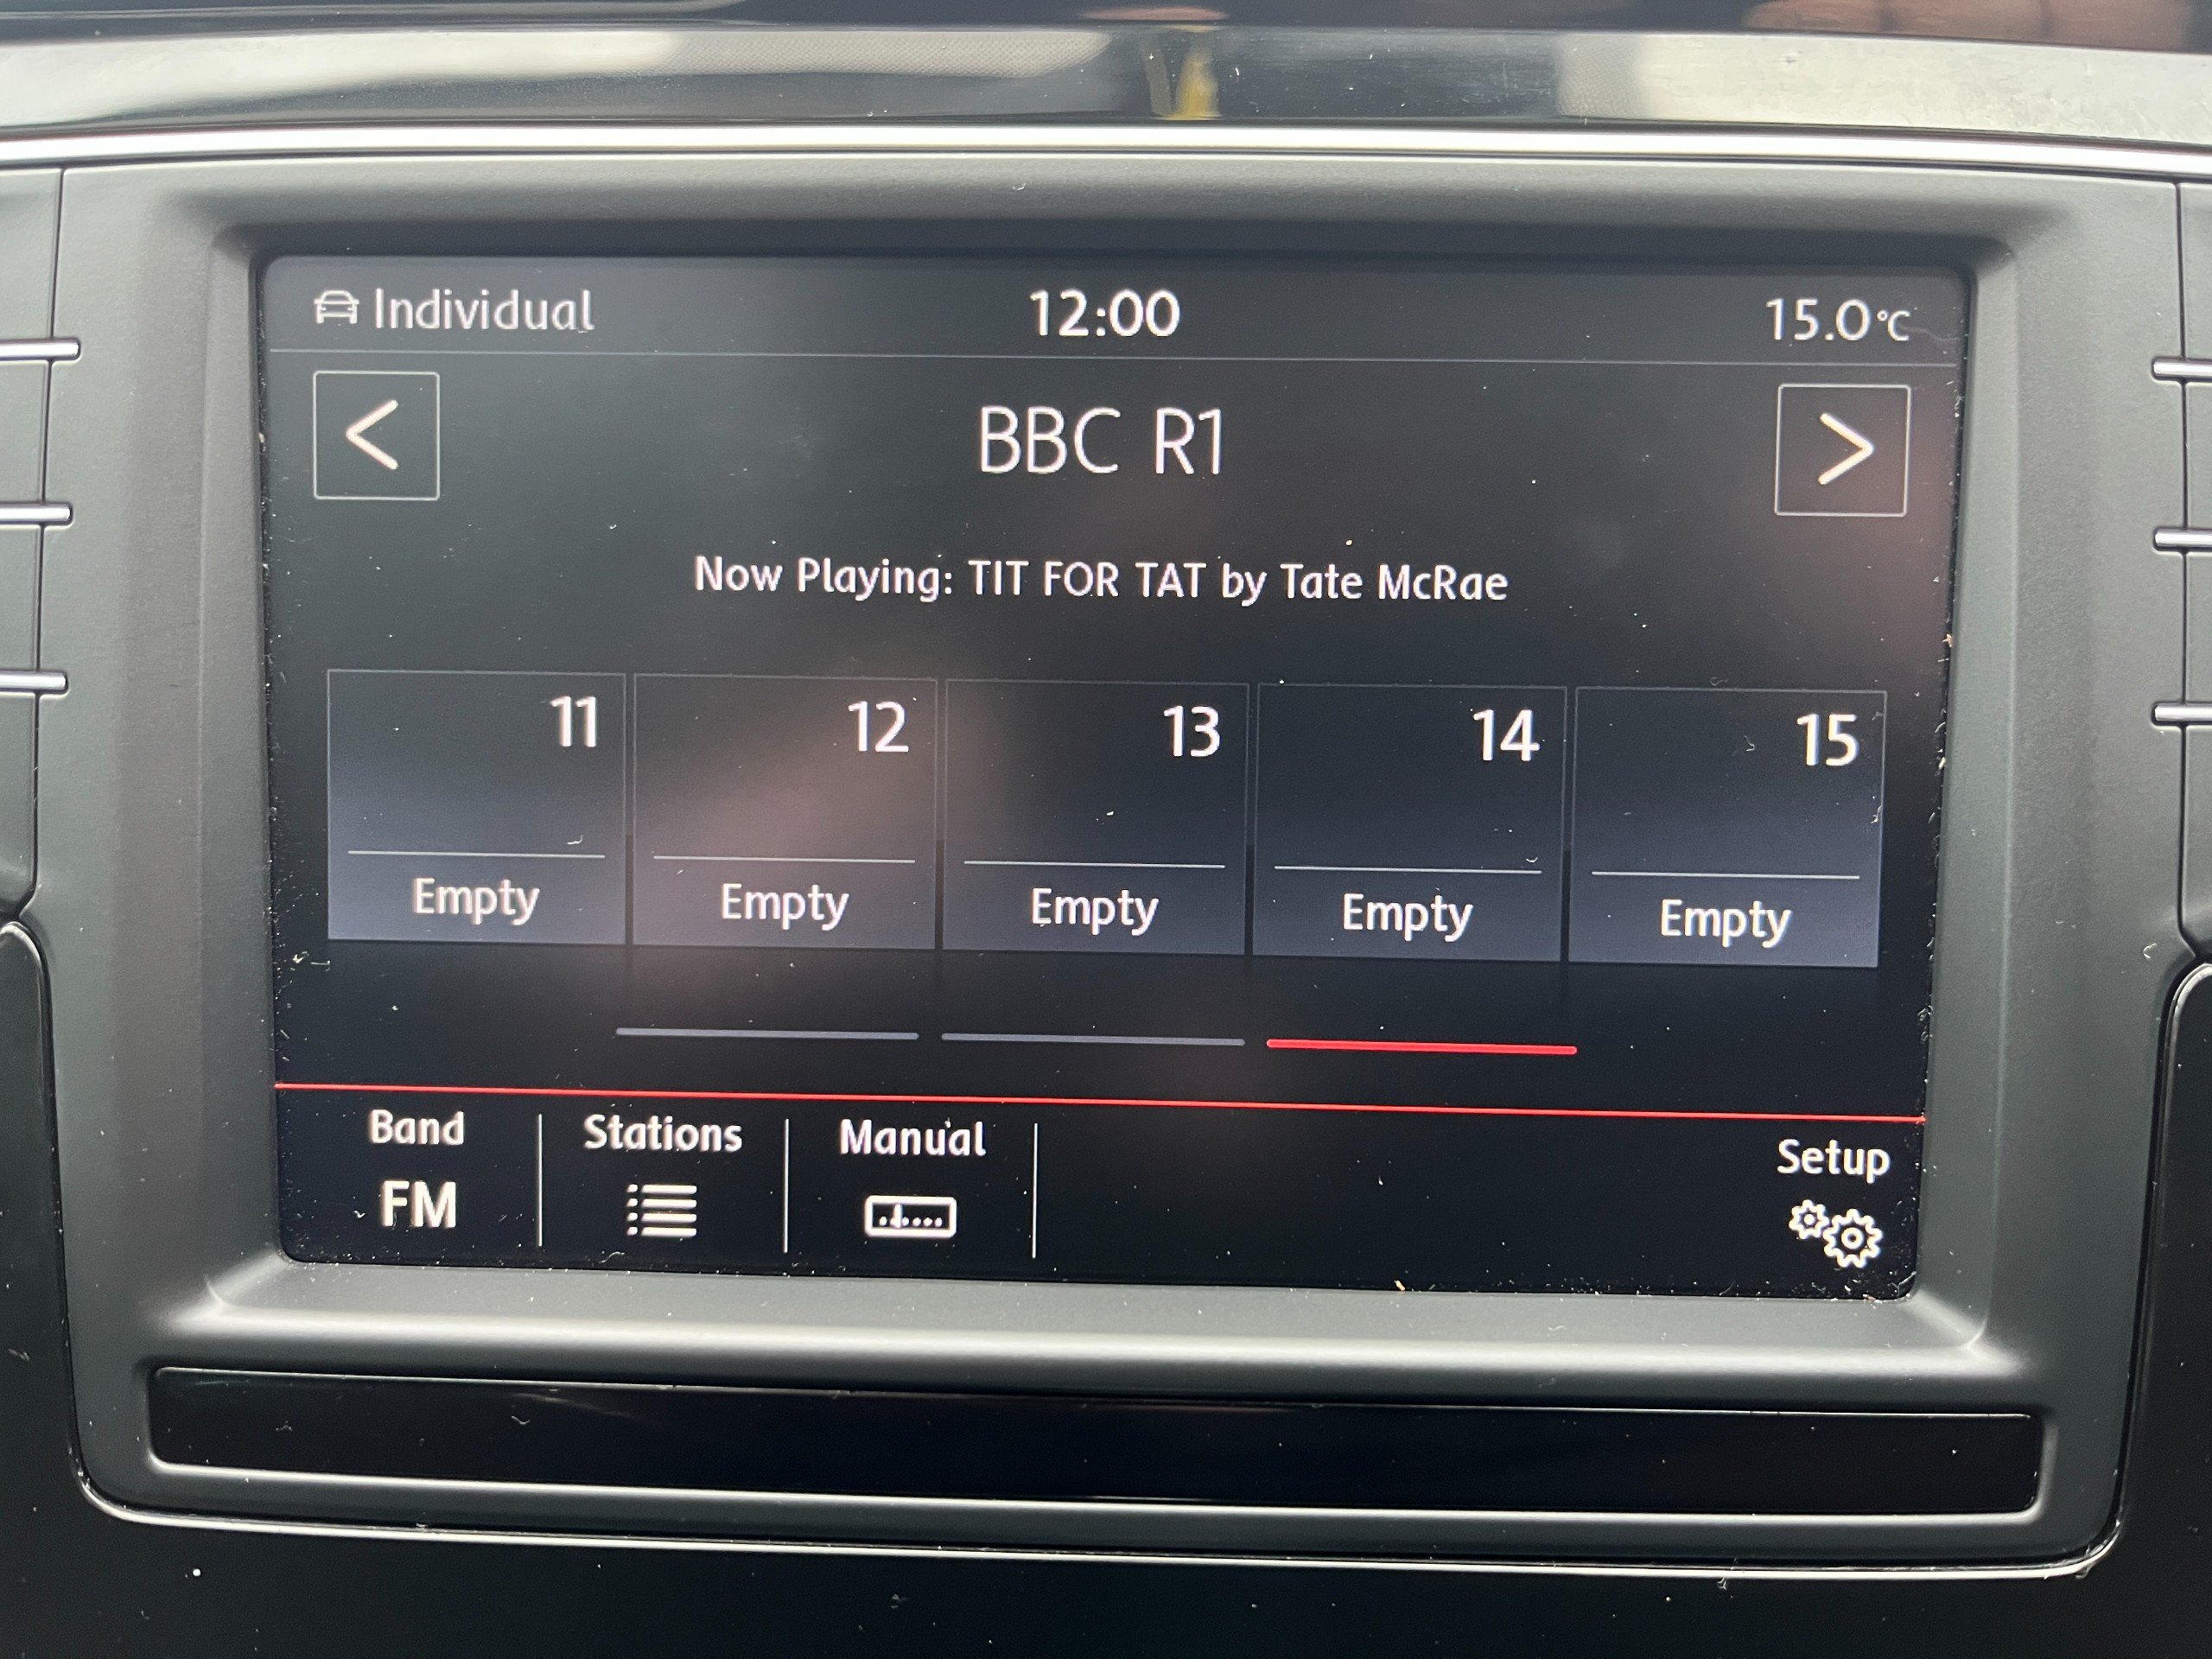 Individual 12:00 15.0°C
< BBC R1 >
Now Playing: TIT FOR TAT by Tate McRae
11 12 13 14 15
Empty Empty Empty Empty Empty
Band Stations Manual Setup
FM